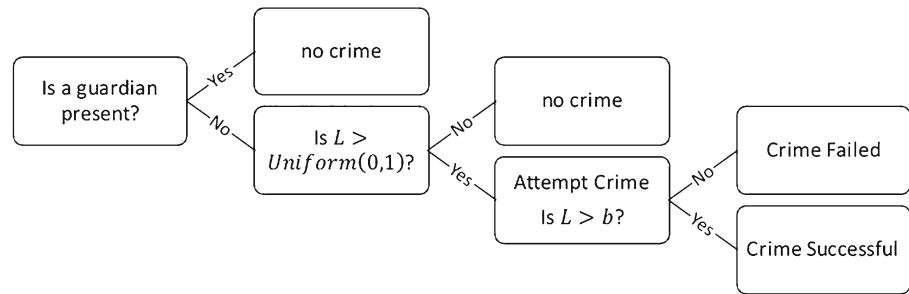 Is a guardian
present?
Yes
no crime
No
Is L >
Uniform(0,1)?
No
no crime
Yes
Attempt Crime
Is L > b?
No
Crime Failed
Yes
Crime Successful